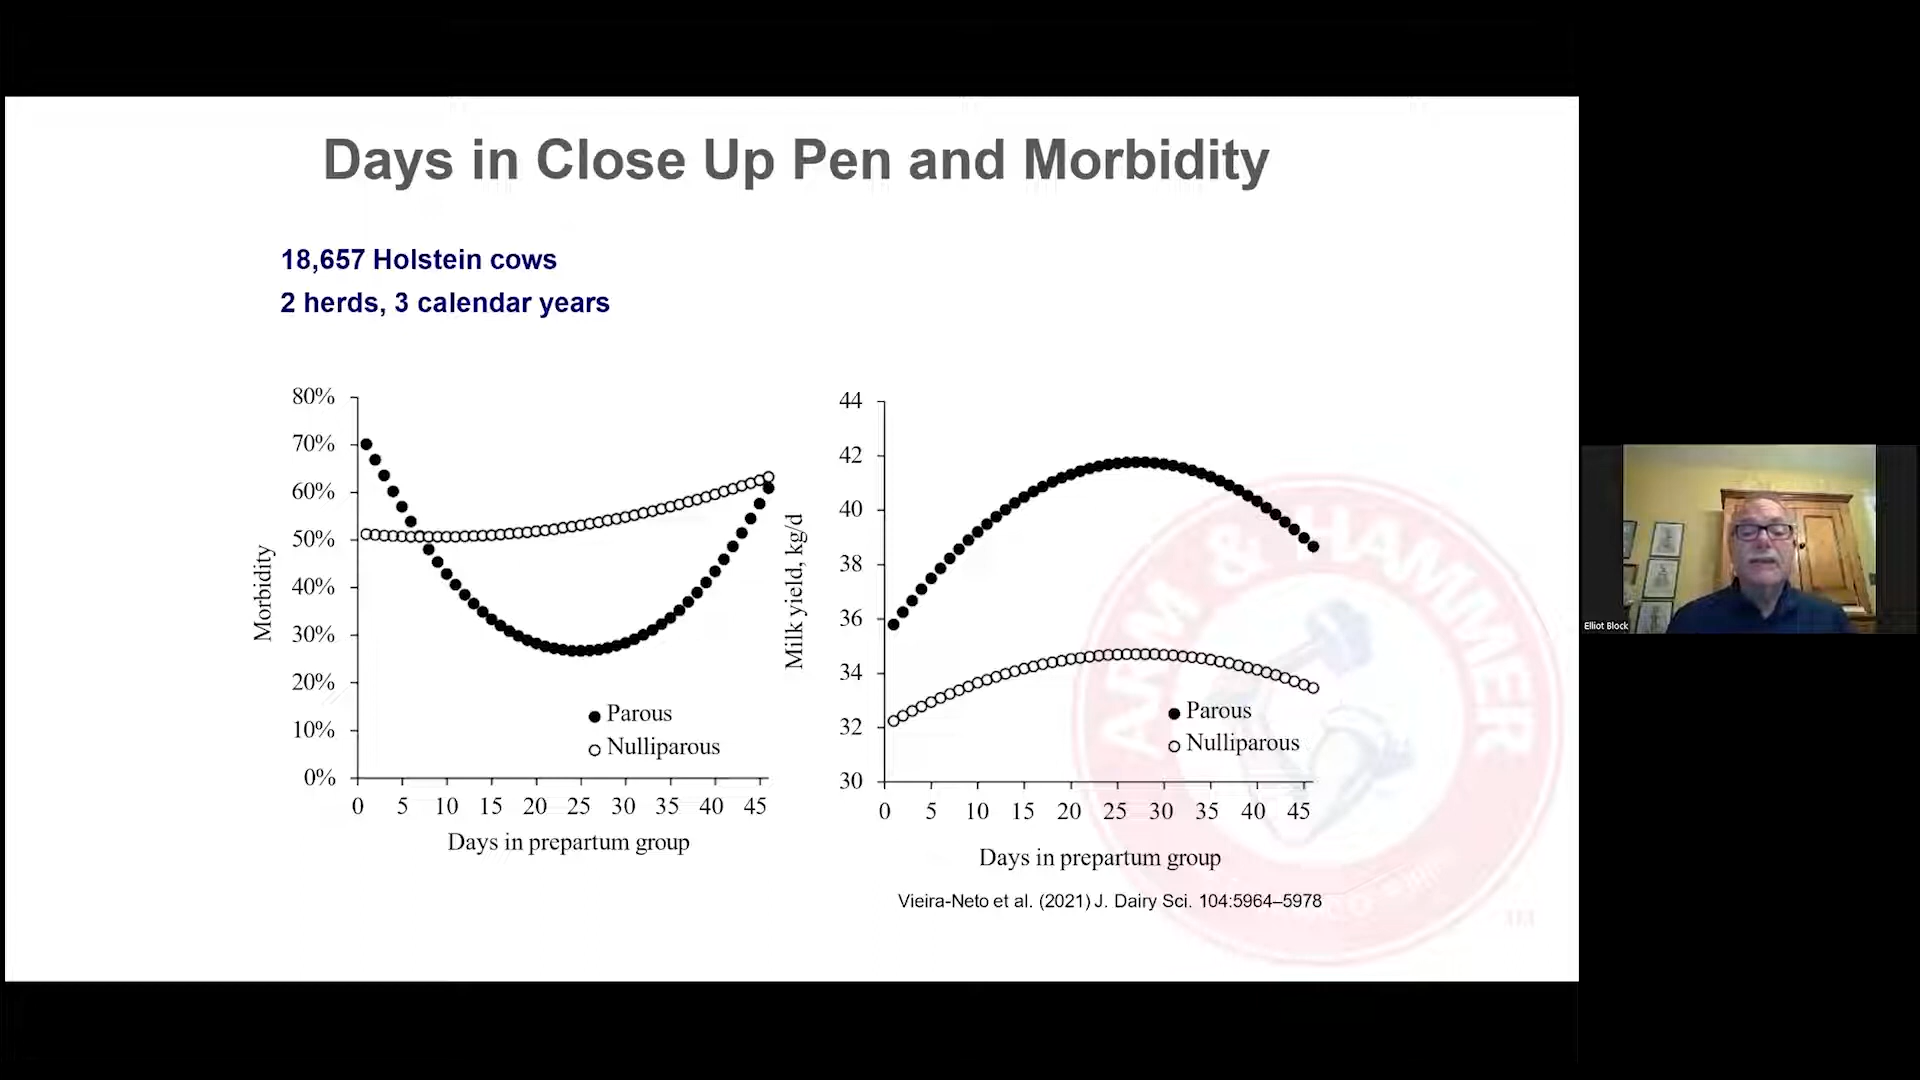 Days in Close Up Pen and Morbidity
18,657 Holstein cows
2 herds, 3 calendar years
80%
70%
60%
50%
40%
30%
20%
10%
0%
Morbidity
Parous
Nulliparous
0 5 10 15 20 25 30 35 40 45
Days in prepartum group
44
42
40
38
36
34
32
30
Milk yield, kg/d
Parous
Nulliparous
0 5 10 15 20 25 30 35 40 45
Days in prepartum group
Vieira-Neto et al. (2021) J. Dairy Sci. 104:5964–5978
ARM & HAMMER
Elliot Block